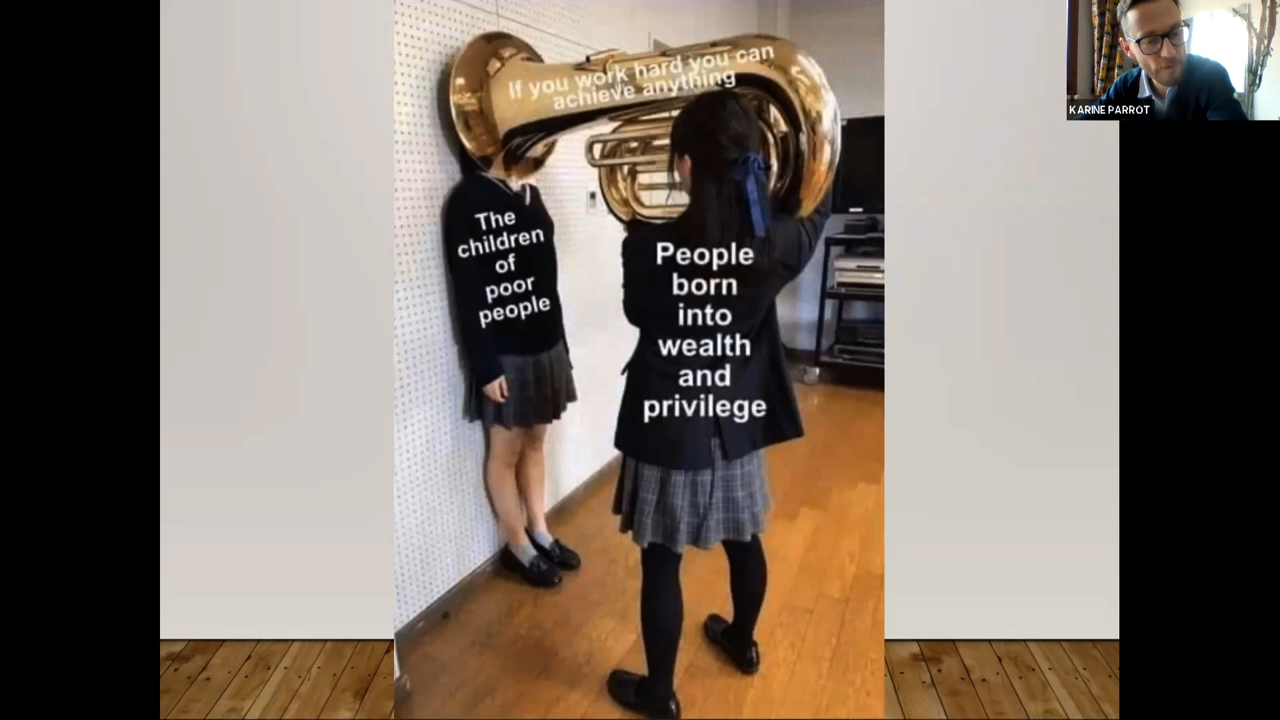 If you work hard you can
achieve anything
The
children
of
poor
people
People
born
into
wealth
and
privilege
KARINE PARROT